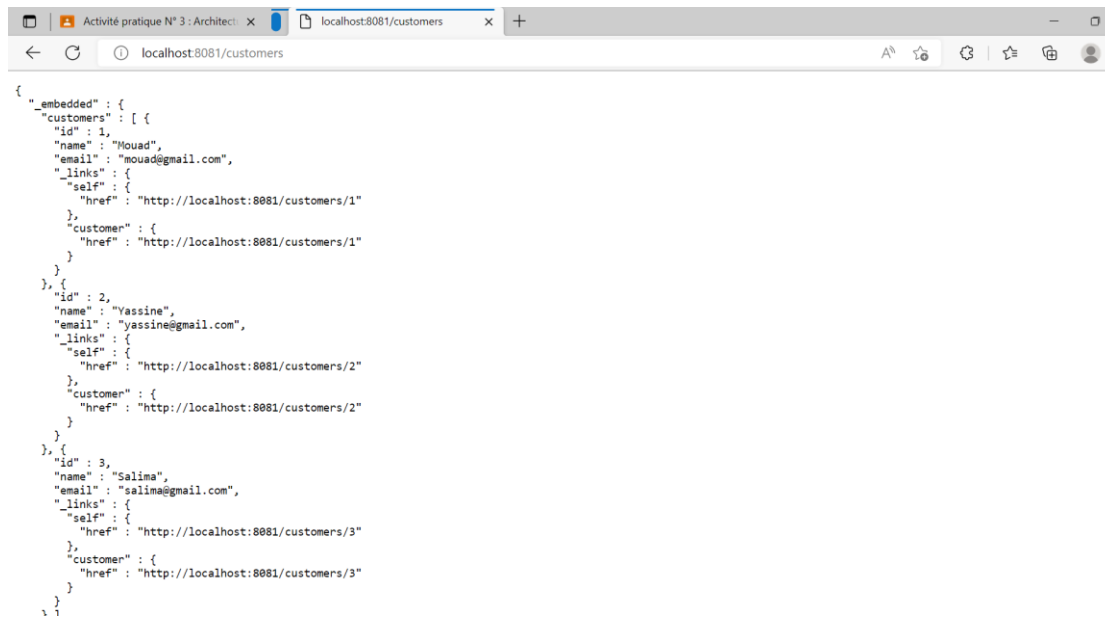 Activité pratique N° 3 : Architect
localhost:8081/customers
localhost:8081/customers
{
"_embedded" : {
"customers" : [ {
"id" : 1,
"name" : "Mouad",
"email" : "mouad@gmail.com",
"_links" : {
"self" : {
"href" : "http://localhost:8081/customers/1"
},
"customer" : {
"href" : "http://localhost:8081/customers/1"
}
}
}, {
"id" : 2,
"name" : "Yassine",
"email" : "yassine@gmail.com",
"_links" : {
"self" : {
"href" : "http://localhost:8081/customers/2"
},
"customer" : {
"href" : "http://localhost:8081/customers/2"
}
}
}, {
"id" : 3,
"name" : "Salima",
"email" : "salima@gmail.com",
"_links" : {
"self" : {
"href" : "http://localhost:8081/customers/3"
},
"customer" : {
"href" : "http://localhost:8081/customers/3"
}
}
} ]